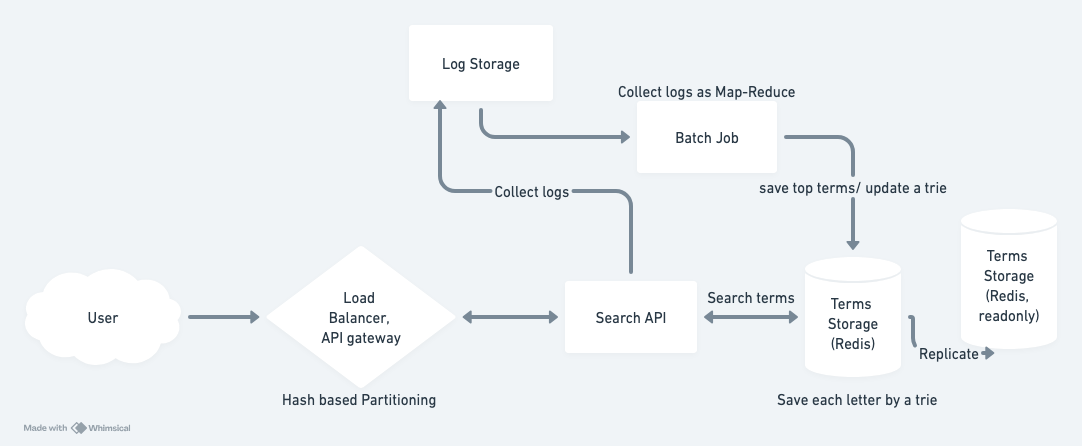 Log Storage
Collect logs as Map-Reduce
Batch Job
save top terms/ update a trie
Collect logs
Terms
Storage
(Redis,
readonly)
User
Load
Balancer,
API gateway
Search API
Search terms
Terms
Storage
(Redis)
Replicate
Hash based Partitioning
Save each letter by a trie
Made with Whimsical